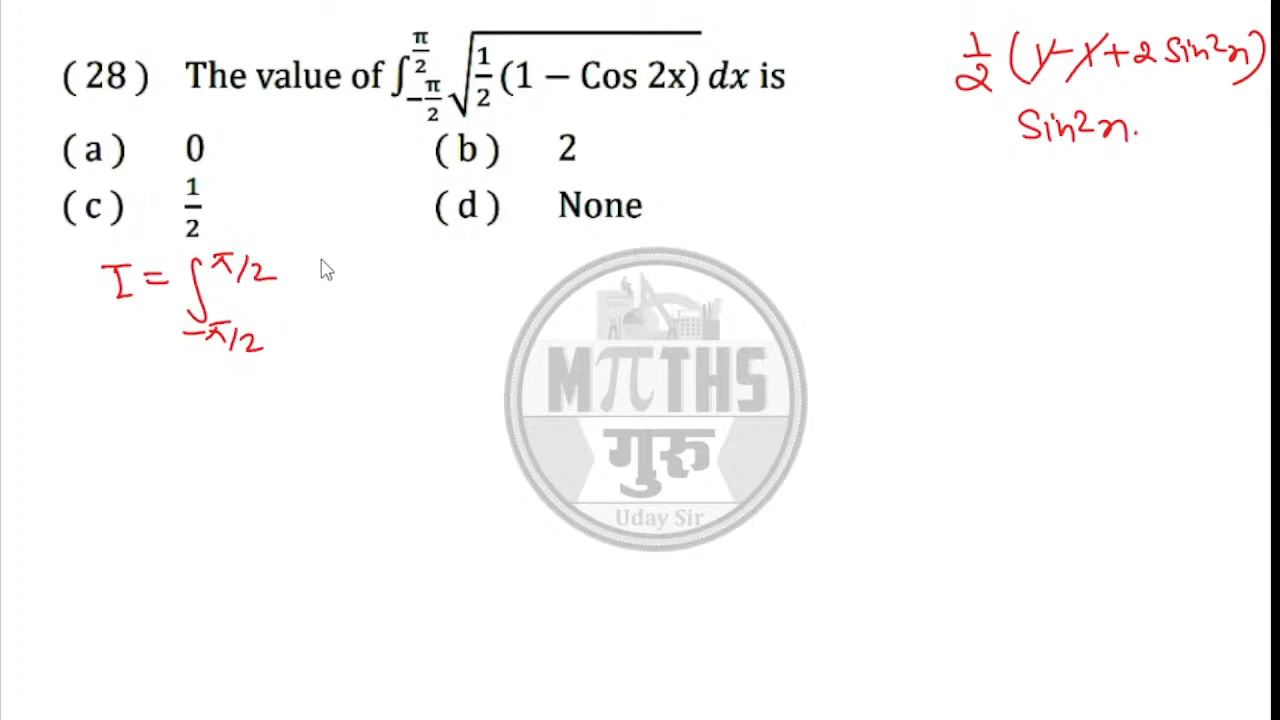 (28) The value of ∫_{-π/2}^{π/2} √(1/2 (1 − Cos 2x)) dx is
(a) 0 (b) 2
(c) 1/2 (d) None
1/2 (1 − 1 + 2 Sin²x)
Sin²x.
I = ∫_{-π/2}^{π/2}
MπTHS
गुरु
Uday Sir